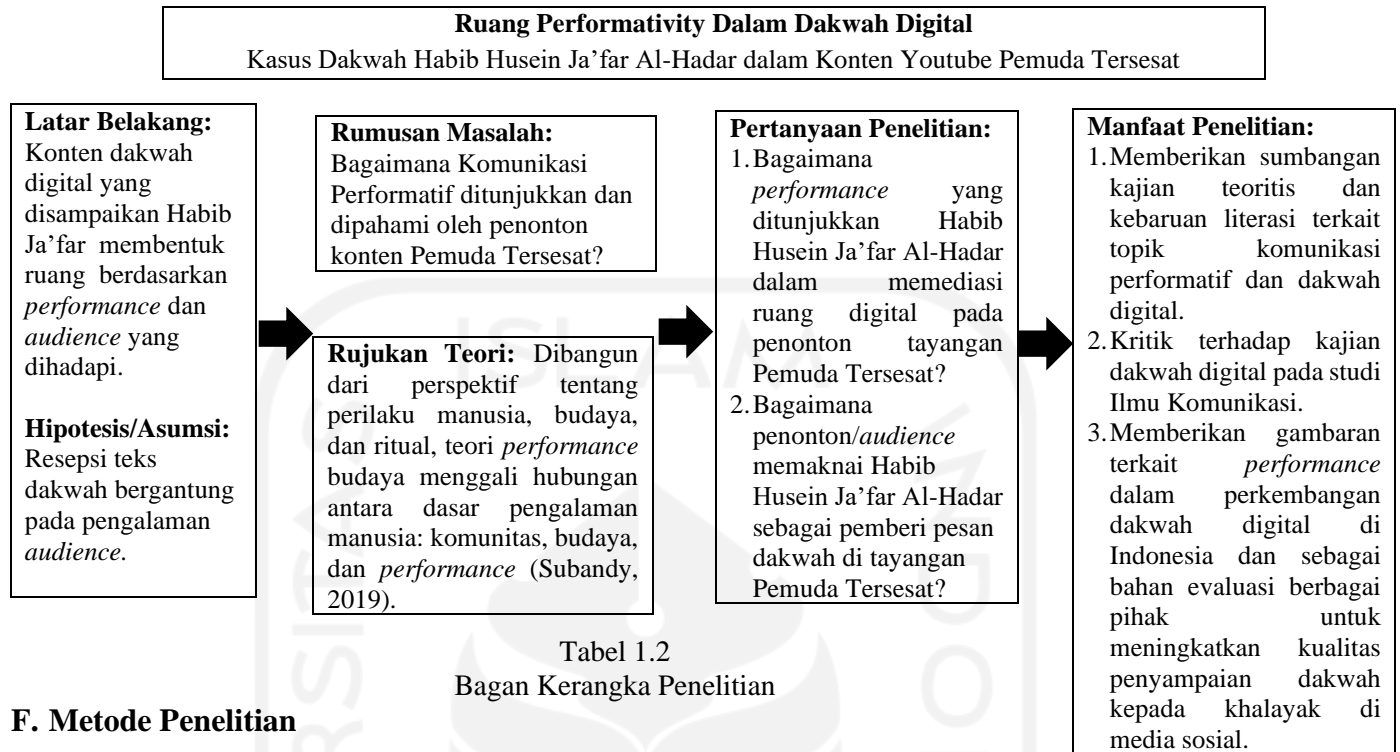 Ruang Performativity Dalam Dakwah Digital
Kasus Dakwah Habib Husein Ja’far Al-Hadar dalam Konten Youtube Pemuda Tersesat
Latar Belakang:
Konten dakwah
digital yang
disampaikan Habib
Ja’far membentuk
ruang berdasarkan
performance dan
audience yang
dihadapi.
Hipotesis/Asumsi:
Resepsi teks
dakwah bergantung
pada pengalaman
audience.
Rumusan Masalah:
Bagaimana Komunikasi
Performatif ditunjukkan dan
dipahami oleh penonton
konten Pemuda Tersesat?
Rujukan Teori: Dibangun
dari perspektif tentang
perilaku manusia, budaya,
dan ritual, teori performance
budaya menggali hubungan
antara dasar pengalaman
manusia: komunitas, budaya,
dan performance (Subandy,
2019).
Pertanyaan Penelitian:
1. Bagaimana
performance yang
ditunjukkan Habib
Husein Ja’far Al-Hadar
dalam memediasi
ruang digital pada
penonton tayangan
Pemuda Tersesat?
2. Bagaimana
penonton/audience
memaknai Habib
Husein Ja’far Al-Hadar
sebagai pemberi pesan
dakwah di tayangan
Pemuda Tersesat?
Manfaat Penelitian:
1. Memberikan sumbangan
kajian teoritis dan
kebaruan literasi terkait
topik komunikasi
performatif dan dakwah
digital.
2. Kritik terhadap kajian
dakwah digital pada studi
Ilmu Komunikasi.
3. Memberikan gambaran
terkait performance
dalam perkembangan
dakwah digital di
Indonesia dan sebagai
bahan evaluasi berbagai
pihak untuk
meningkatkan kualitas
penyampaian dakwah
kepada khalayak di
media sosial.
Tabel 1.2
Bagan Kerangka Penelitian
F. Metode Penelitian
ISLAM